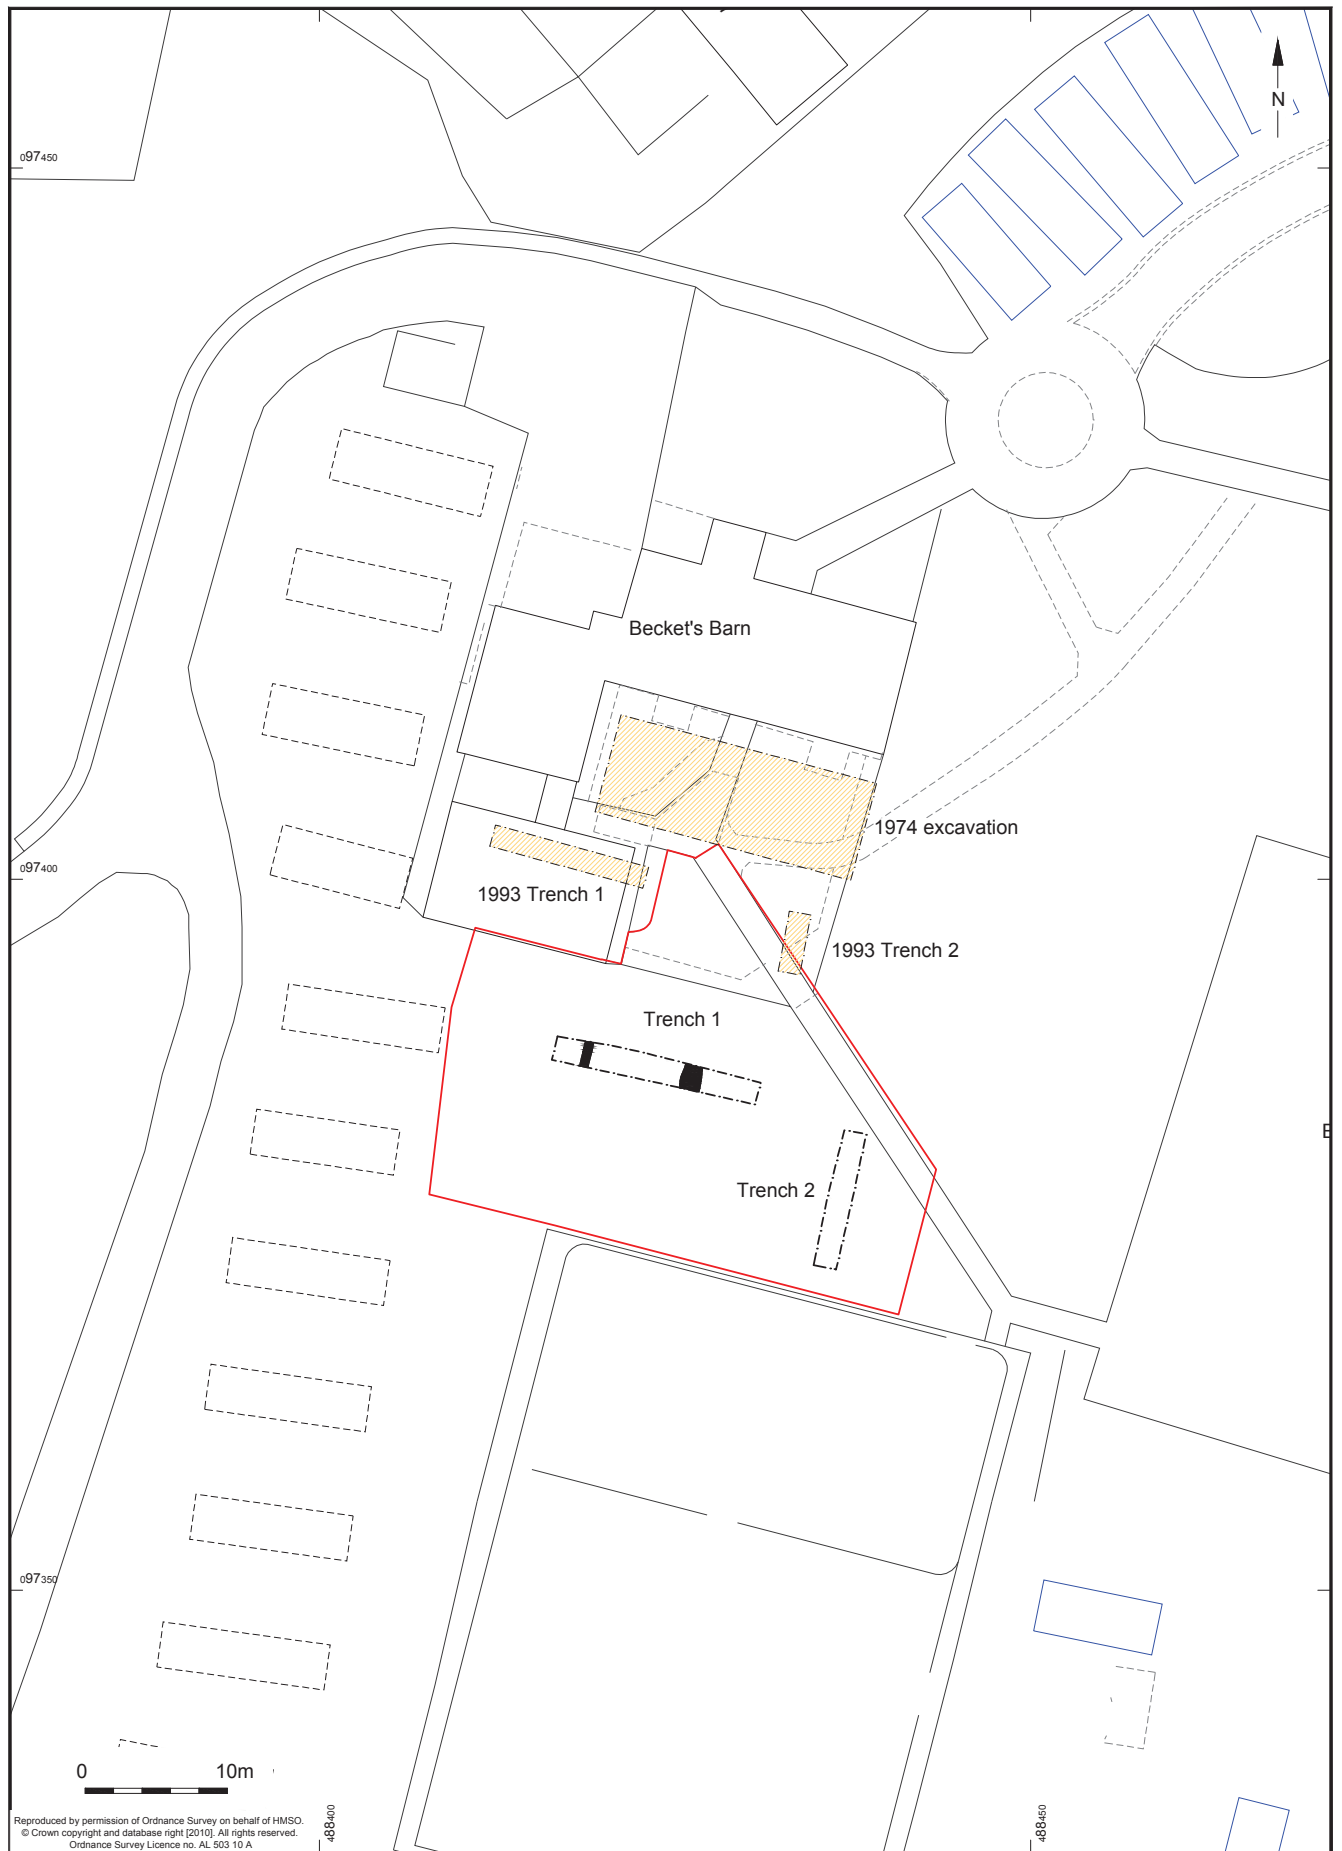 N
097450
Becket's Barn
1974 excavation
097400
1993 Trench 1
1993 Trench 2
Trench 1
Trench 2
097350
0 10m
488400
488450
Reproduced by permission of Ordnance Survey on behalf of HMSO.
© Crown copyright and database right [2010]. All rights reserved.
Ordnance Survey Licence no. AL 503 10 A